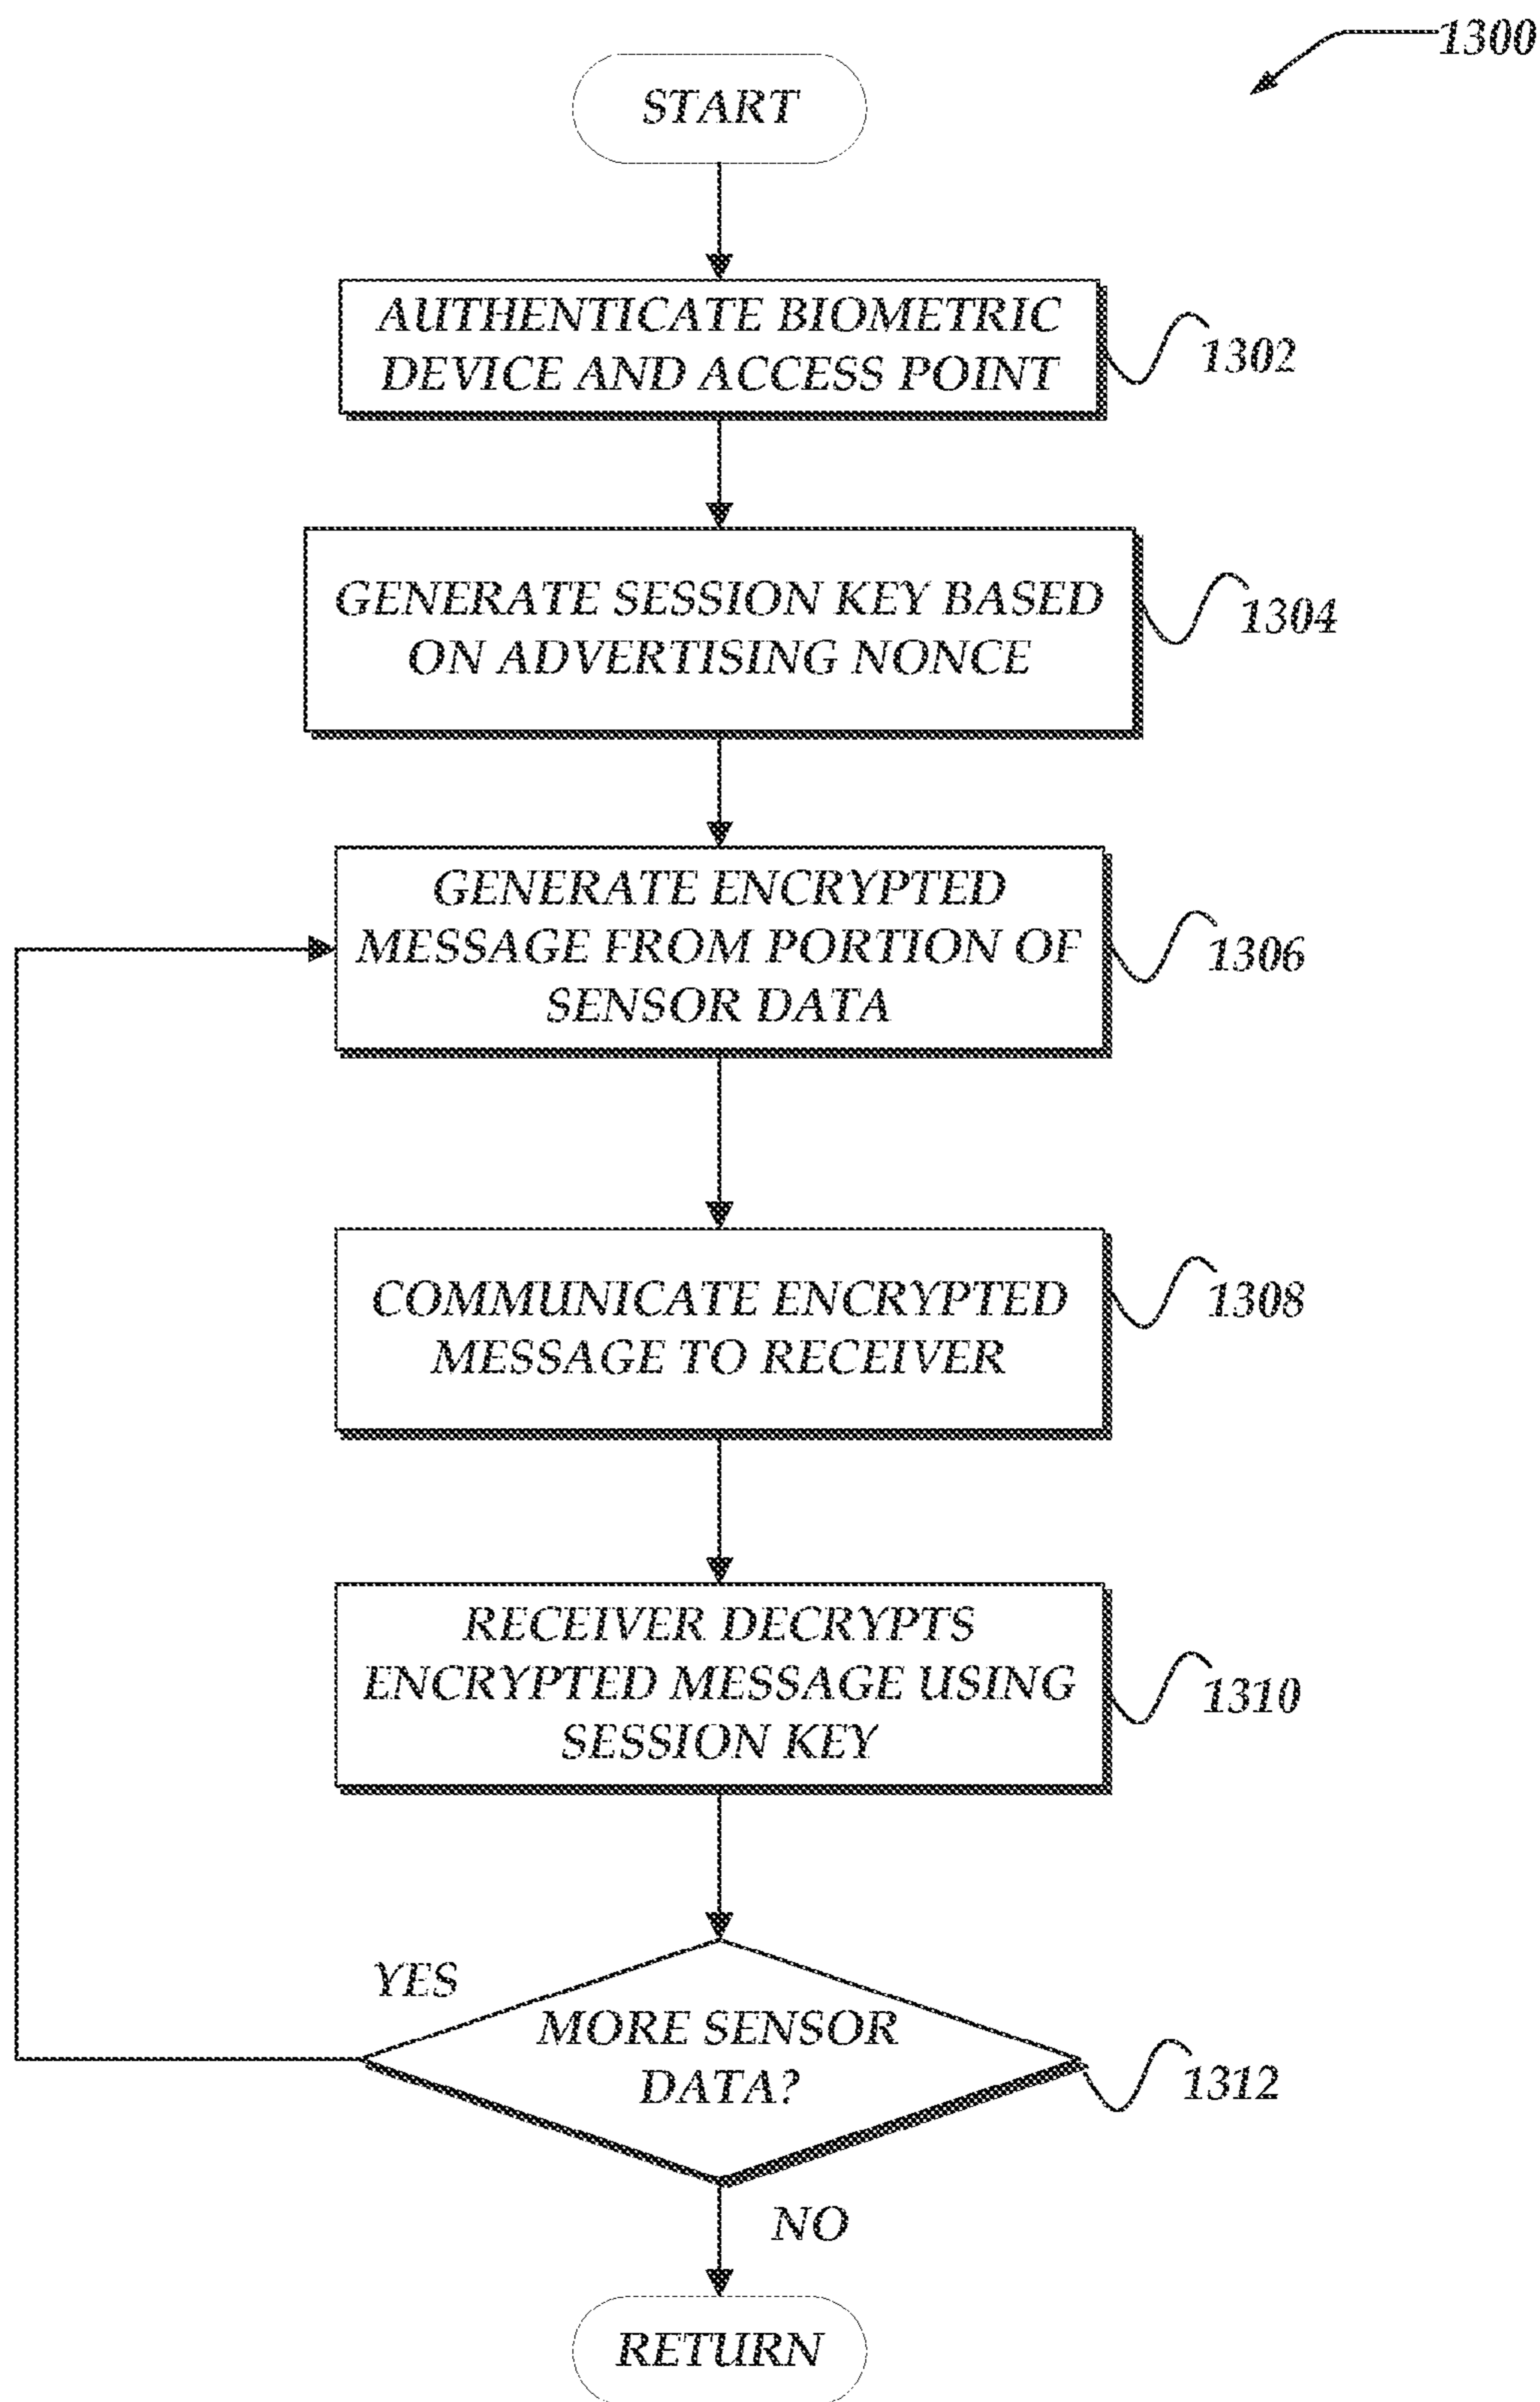 1300
START
AUTHENTICATE BIOMETRIC
DEVICE AND ACCESS POINT
1302
GENERATE SESSION KEY BASED
ON ADVERTISING NONCE
1304
GENERATE ENCRYPTED
MESSAGE FROM PORTION OF
SENSOR DATA
1306
COMMUNICATE ENCRYPTED
MESSAGE TO RECEIVER
1308
RECEIVER DECRYPTS
ENCRYPTED MESSAGE USING
SESSION KEY
1310
YES
MORE SENSOR
DATA?
1312
NO
RETURN